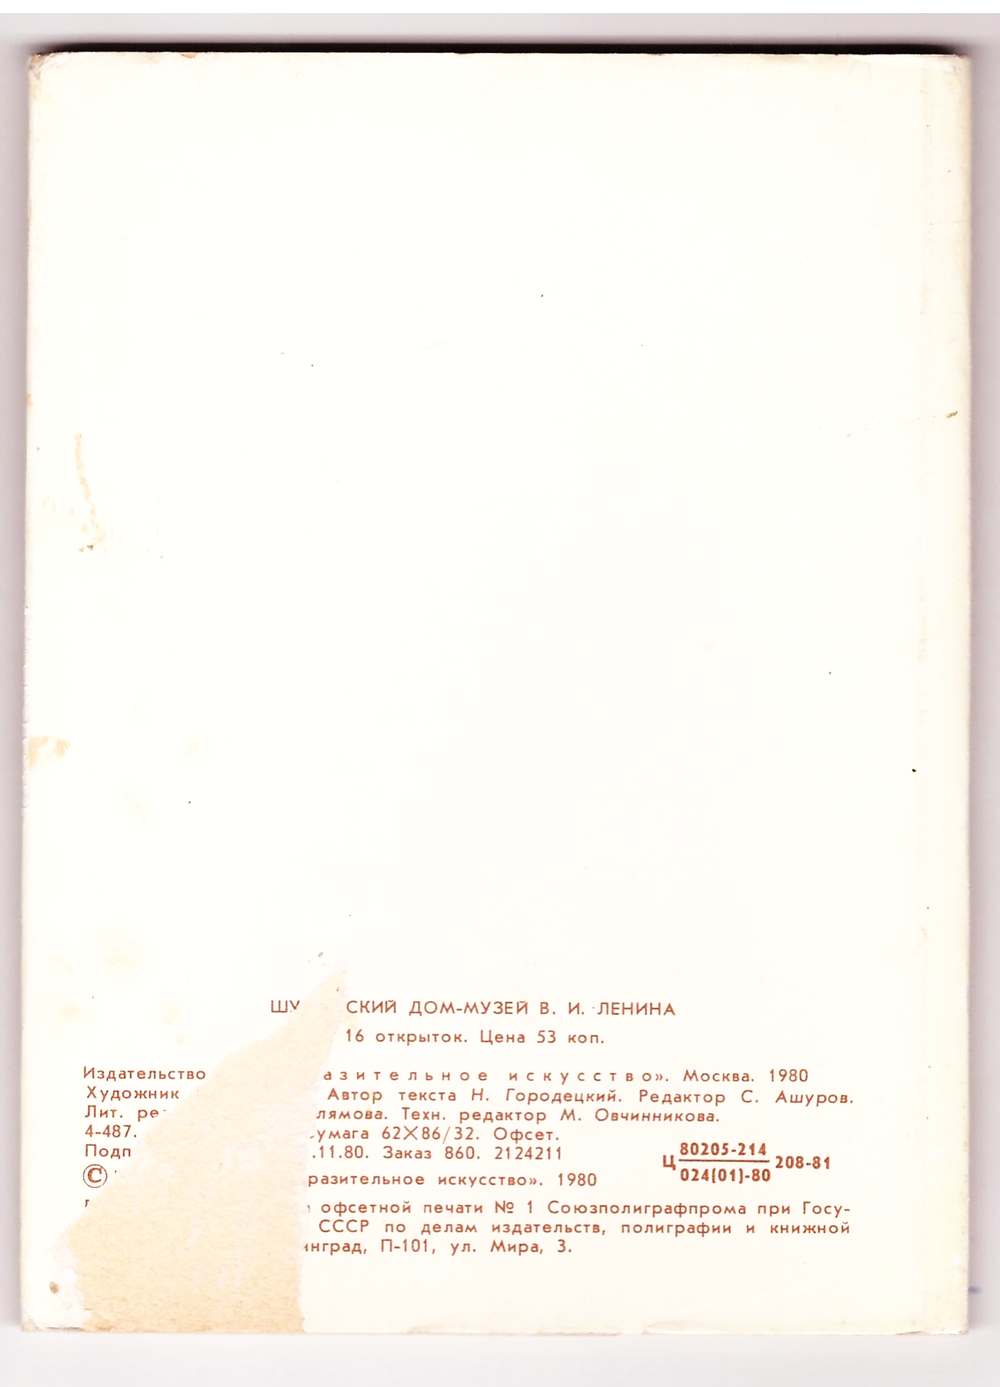 СКИЙ ДОМ-МУЗЕЙ В. И. ЛЕНИНА
16 открыток. Цена 53 коп.
Издательство азительное искусство». Москва. 1980
Художник Автор текста Н. Городецкий. Редактор С. Ашуров.
Лит. ре лямова. Техн. редактор М. Овчинникова.
4-487. умага 62X86/32. Офсет.
Подп .11.80. Заказ 860. 2124211
© разительное искусство». 1980
Ц 80205-214 208-81
024(01)-80
офсетной печати № 1 Союзполиграфпрома при Госу-
СССР по делам издательств, полиграфии и книжной
нград, П-101, ул. Мира, 3.